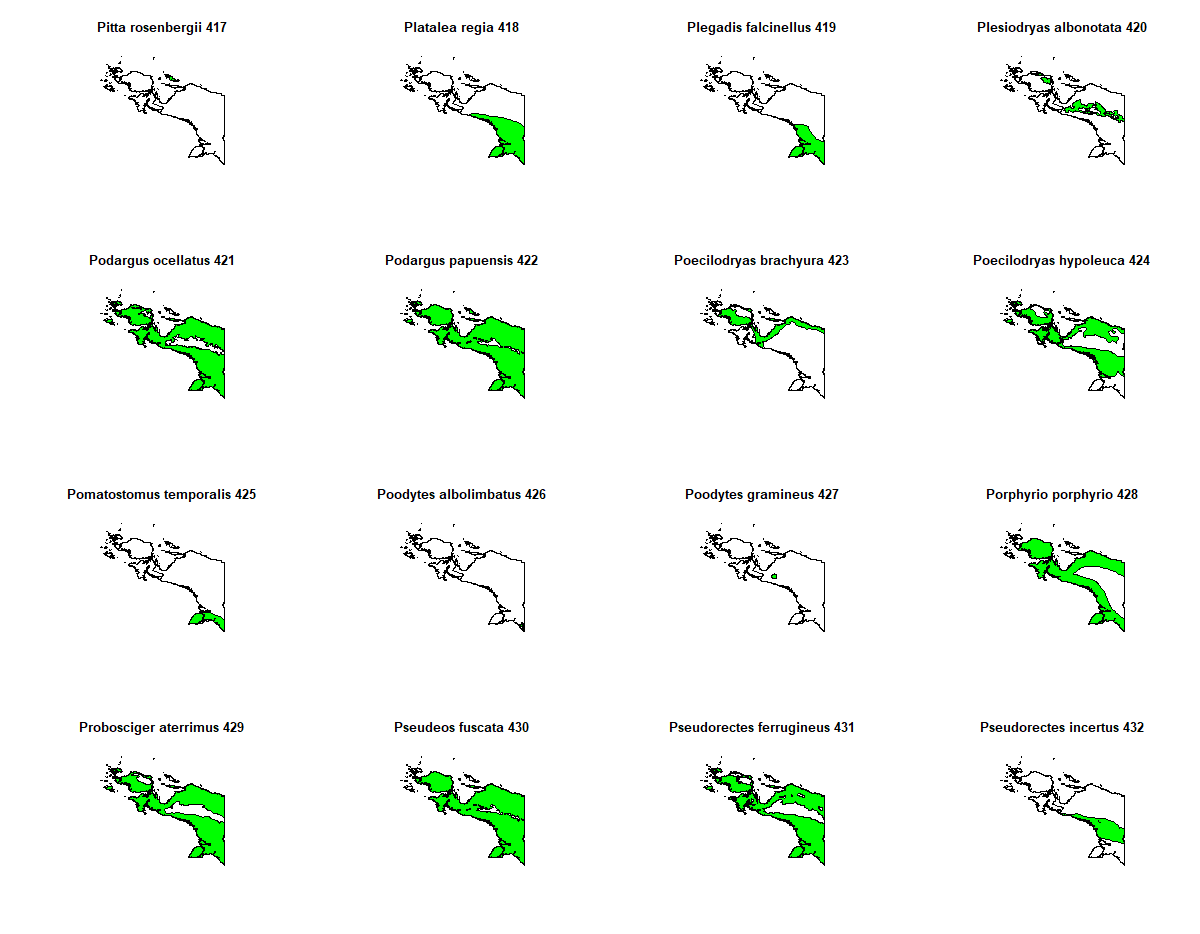 Pitta rosenbergii 417
Platalea regia 418
Plegadis falcinellus 419
Plesiodryas albonotata 420
Podargus ocellatus 421
Podargus papuensis 422
Poecilodryas brachyura 423
Poecilodryas hypoleuca 424
Pomatostomus temporalis 425
Poodytes albolimbatus 426
Poodytes gramineus 427
Porphyrio porphyrio 428
Probosciger aterrimus 429
Pseudeos fuscata 430
Pseudorectes ferrugineus 431
Pseudorectes incertus 432